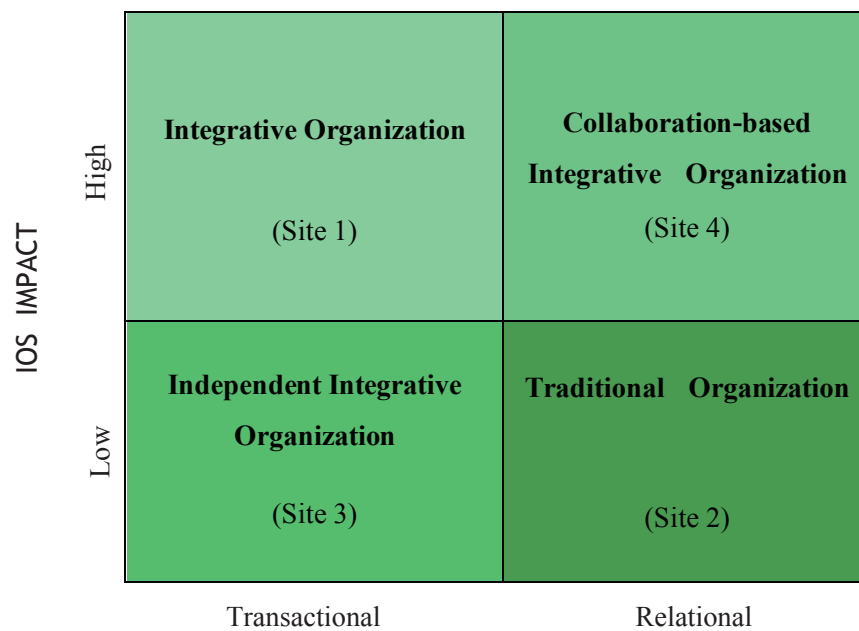 IOS IMPACT
High
Integrative Organization
(Site 1)
Collaboration-based
Integrative Organization
(Site 4)
Low
Independent Integrative
Organization
(Site 3)
Traditional Organization
(Site 2)
Transactional
Relational